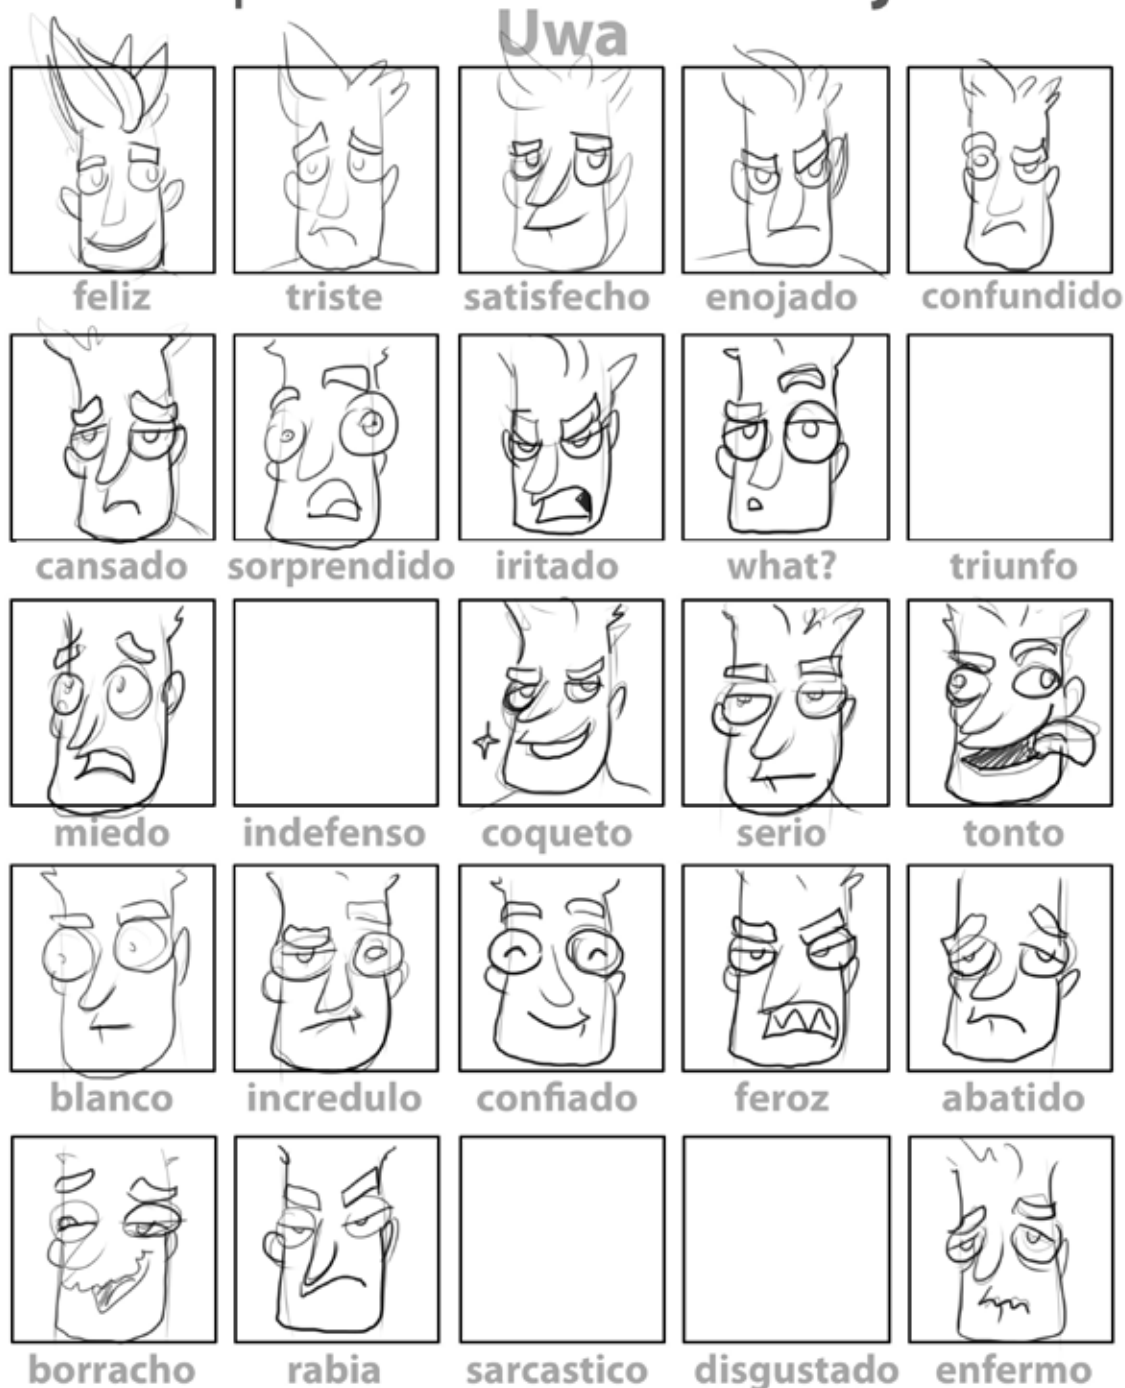 Uwa
feliz triste satisfecho enojado confundido
cansado sorprendido iritado what? triunfo
miedo indefenso coqueto serio tonto
blanco incredulo confiado feroz abatido
borracho rabia sarcastico disgustado enfermo